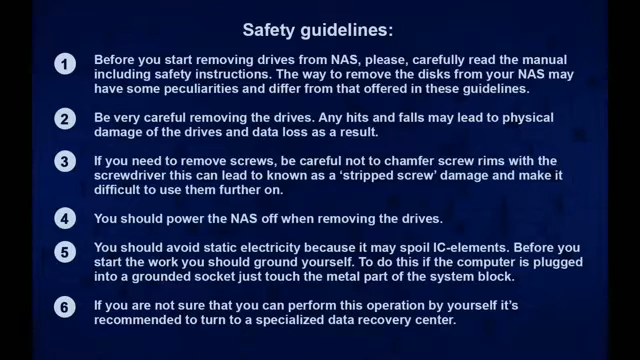 Safety guidelines:
1 Before you start removing drives from NAS, please, carefully read the manual
including safety instructions. The way to remove the disks from your NAS may
have some peculiarities and differ from that offered in these guidelines.
2 Be very careful removing the drives. Any hits and falls may lead to physical
damage of the drives and data loss as a result.
3 If you need to remove screws, be careful not to chamfer screw rims with the
screwdriver this can lead to known as a ‘stripped screw’ damage and make it
difficult to use them further on.
4 You should power the NAS off when removing the drives.
5 You should avoid static electricity because it may spoil IC-elements. Before you
start the work you should ground yourself. To do this if the computer is plugged
into a grounded socket just touch the metal part of the system block.
6 If you are not sure that you can perform this operation by yourself it’s
recommended to turn to a specialized data recovery center.